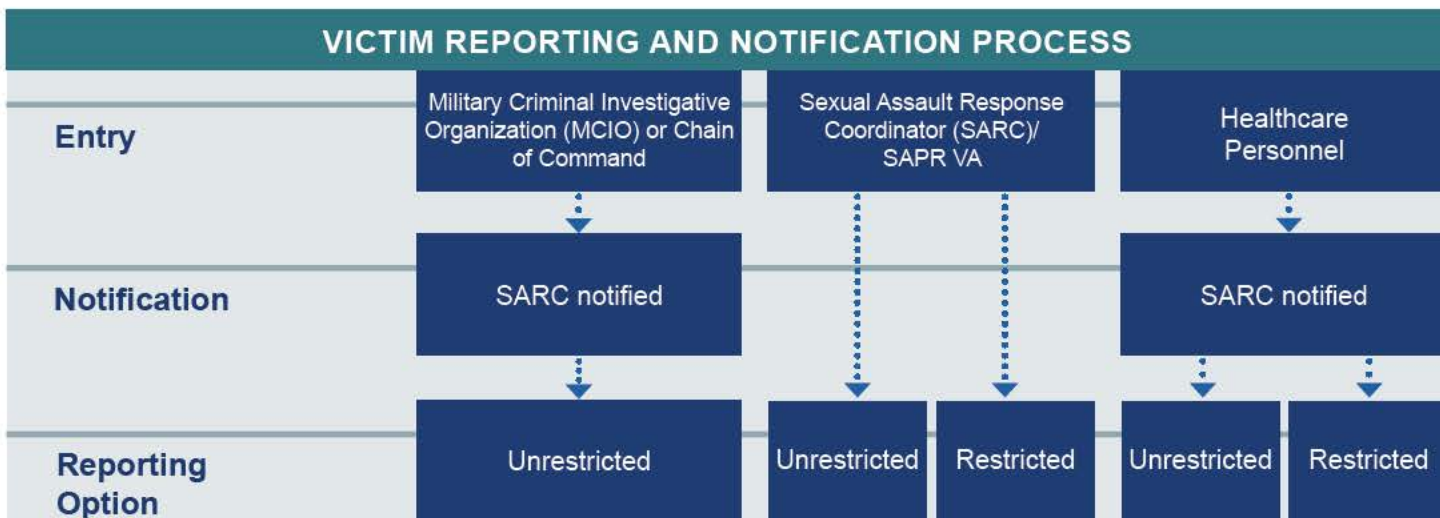 VICTIM REPORTING AND NOTIFICATION PROCESS
Entry
Military Criminal Investigative
Organization (MCIO) or Chain
of Command
Sexual Assault Response
Coordinator (SARC)/
SAPR VA
Healthcare
Personnel
Notification
SARC notified
SARC notified
Reporting
Option
Unrestricted
Unrestricted
Restricted
Unrestricted
Restricted